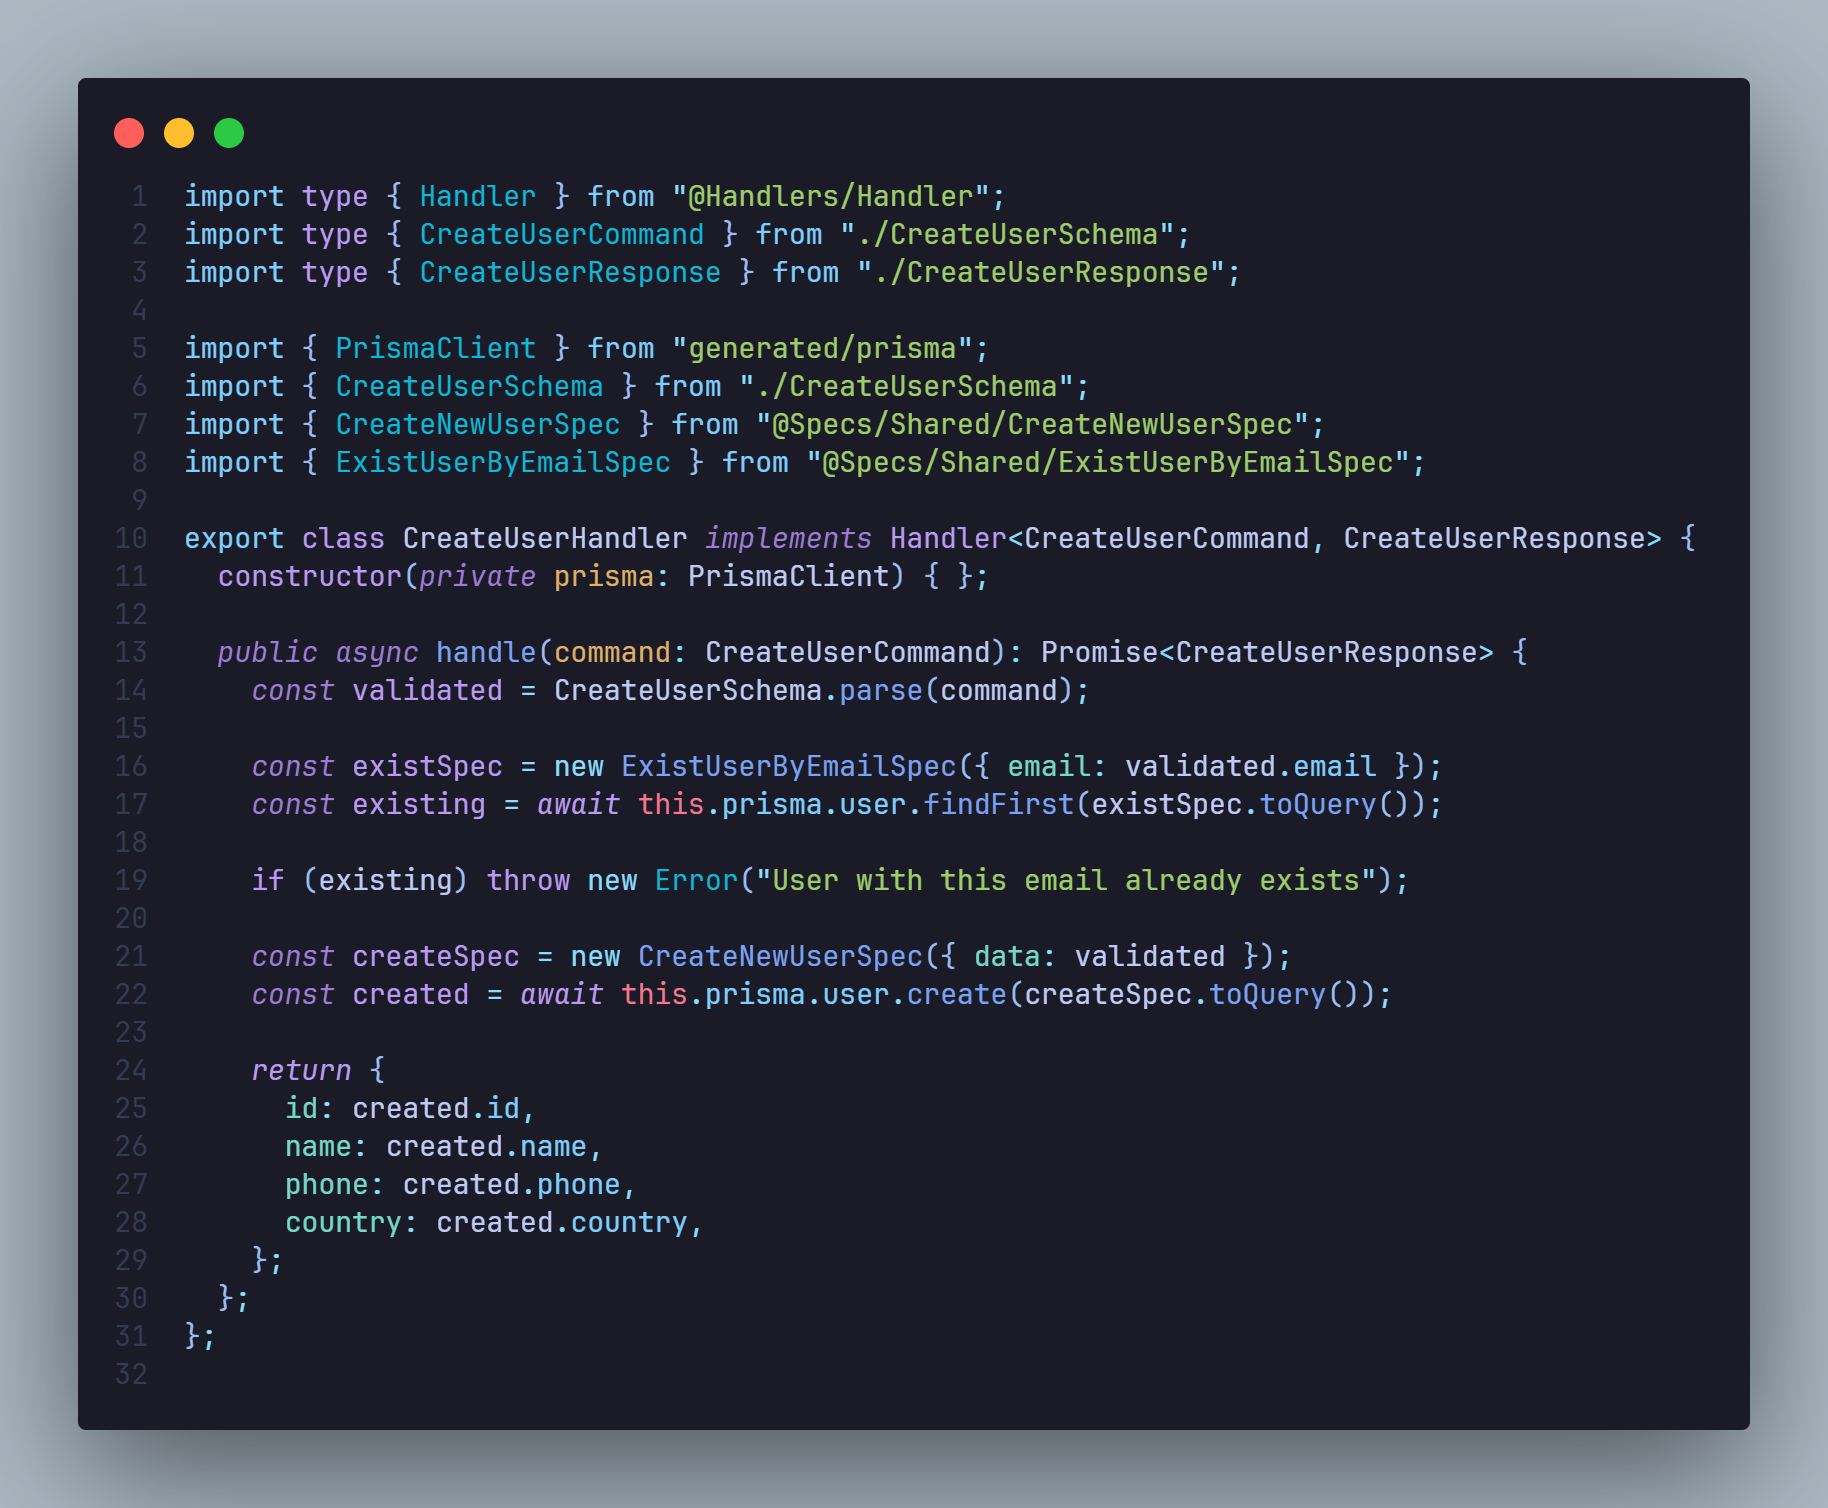 1 import type { Handler } from "@Handlers/Handler";
2 import type { CreateUserCommand } from "./CreateUserSchema";
3 import type { CreateUserResponse } from "./CreateUserResponse";
4
5 import { PrismaClient } from "generated/prisma";
6 import { CreateUserSchema } from "./CreateUserSchema";
7 import { CreateNewUserSpec } from "@Specs/Shared/CreateNewUserSpec";
8 import { ExistUserByEmailSpec } from "@Specs/Shared/ExistUserByEmailSpec";
9
10 export class CreateUserHandler implements Handler<CreateUserCommand, CreateUserResponse> {
11   constructor(private prisma: PrismaClient) { };
12
13   public async handle(command: CreateUserCommand): Promise<CreateUserResponse> {
14     const validated = CreateUserSchema.parse(command);
15
16     const existSpec = new ExistUserByEmailSpec({ email: validated.email });
17     const existing = await this.prisma.user.findFirst(existSpec.toQuery());
18
19     if (existing) throw new Error("User with this email already exists");
20
21     const createSpec = new CreateNewUserSpec({ data: validated });
22     const created = await this.prisma.user.create(createSpec.toQuery());
23
24     return {
25       id: created.id,
26       name: created.name,
27       phone: created.phone,
28       country: created.country,
29     };
30   };
31 };
32